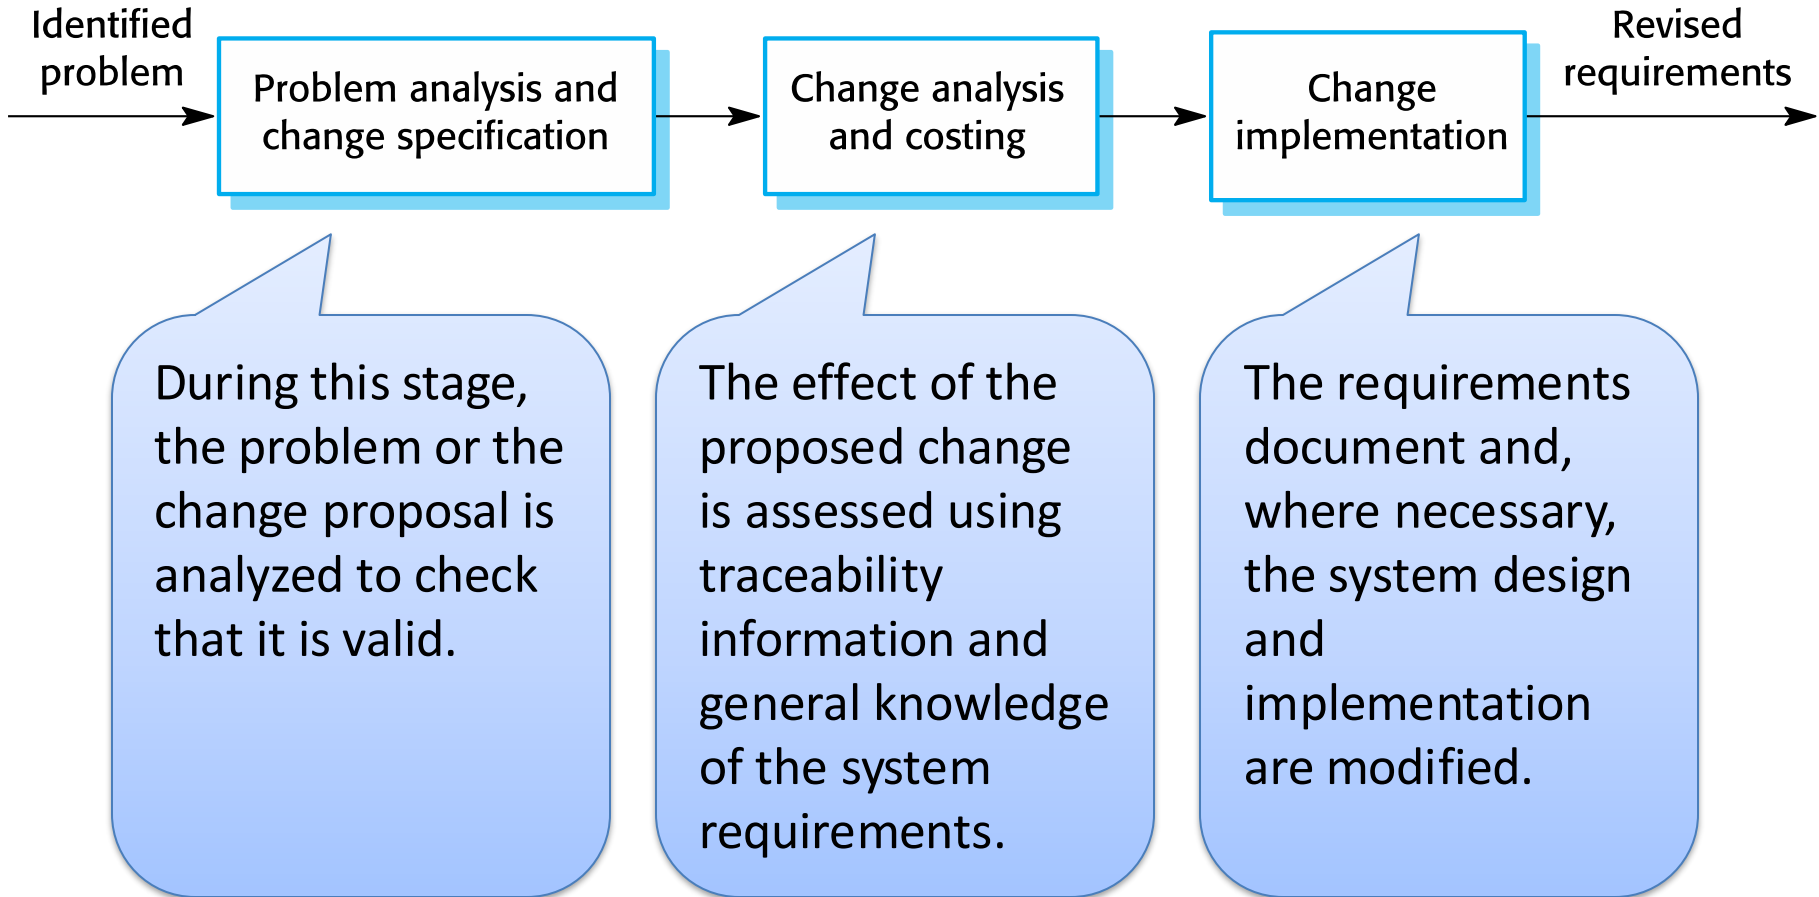 Identified
problem
Problem analysis and
change specification
Change analysis
and costing
Change
implementation
Revised
requirements
During this stage,
the problem or the
change proposal is
analyzed to check
that it is valid.
The effect of the
proposed change
is assessed using
traceability
information and
general knowledge
of the system
requirements.
The requirements
document and,
where necessary,
the system design
and
implementation
are modified.